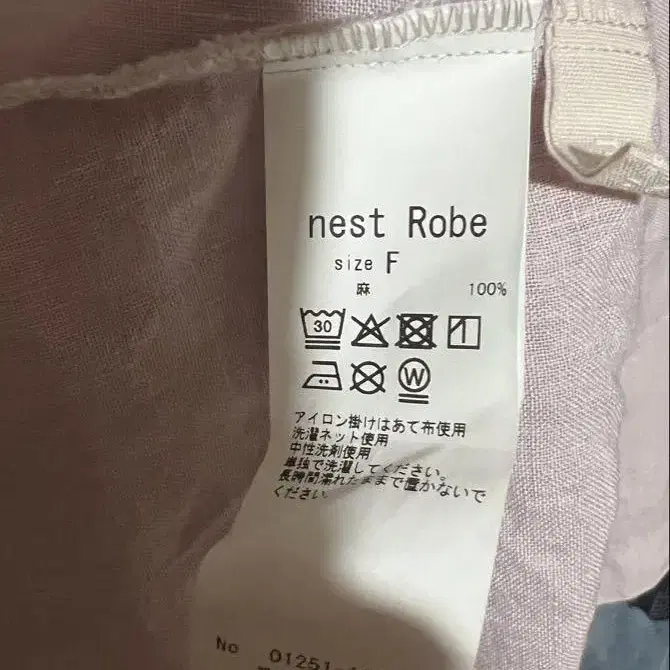 nest Robe
size F
麻 100%
30
W
アイロン掛けはあて布使用
洗濯ネット使用
中性洗剤使用
単独で洗濯してください。
長時間濡れたままで置かないで
ください。
No 01251-